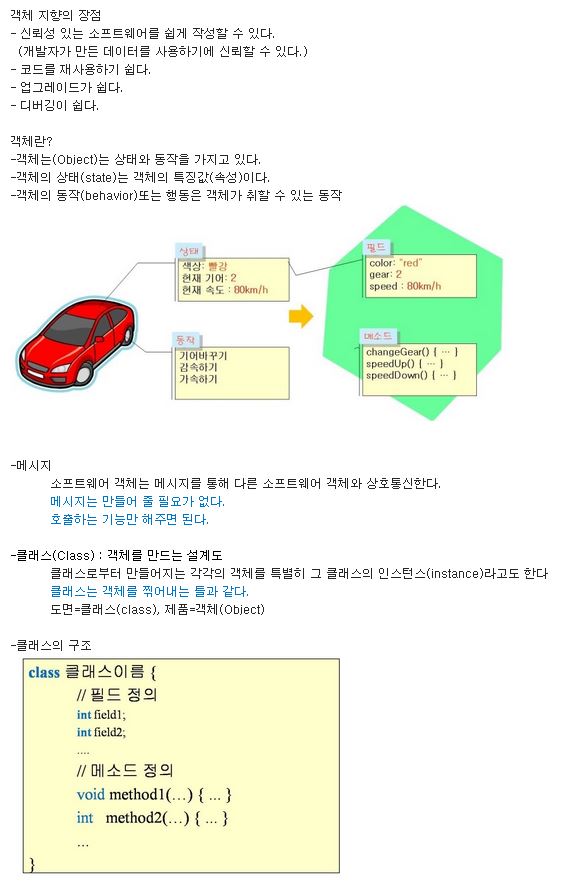 객체 지향의 장점
- 신뢰성 있는 소프트웨어를 쉽게 작성할 수 있다.
(개발자가 만든 데이터를 사용하기에 신뢰할 수 있다.)
- 코드를 재사용하기 쉽다.
- 업그레이드가 쉽다.
- 디버깅이 쉽다.
객체란?
-객체는(Object)는 상태와 동작을 가지고 있다.
-객체의 상태(state)는 객체의 특징값(속성)이다.
-객체의 동작(behavior)또는 행동은 객체가 취할 수 있는 동작
상태
색상: 빨강
현재 기어: 2
현재 속도 : 80km/h
동작
기어바꾸기
감속하기
가속하기
필드
color: “red”
gear: 2
speed : 80km/h
메소드
changeGear() { … }
speedUp() { … }
speedDown() { … }
-메시지
소프트웨어 객체는 메시지를 통해 다른 소프트웨어 객체와 상호통신한다.
메시지는 만들어 줄 필요가 없다.
호출하는 기능만 해주면 된다.
-클래스(Class) : 객체를 만드는 설계도
클래스로부터 만들어지는 각각의 객체를 특별히 그 클래스의 인스턴스(instance)라고도 한다
클래스는 객체를 찍어내는 틀과 같다.
도면=클래스(class), 제품=객체(Object)
-클래스의 구조
class 클래스이름 {
// 필드 정의
int field1;
int field2;
....
// 메소드 정의
void method1(…) { ... }
int method2(…) { ... }
...
}